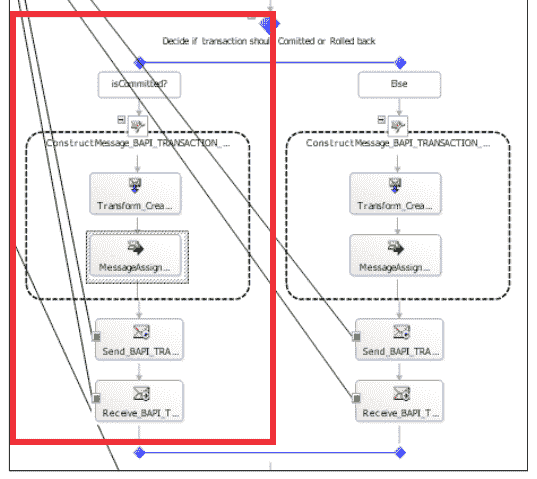 Decide if transaction should Comitted or Rolled back
isCommitted?
Else
ConstructMessage_BAPI_TRANSACTION_...
ConstructMessage_BAPI_TRANSACTION_...
Transform_Crea...
Transform_Crea...
MessageAssign...
MessageAssign...
Send_BAPI_TRA...
Send_BAPI_TRA...
Receive_BAPI_T...
Receive_BAPI_T...